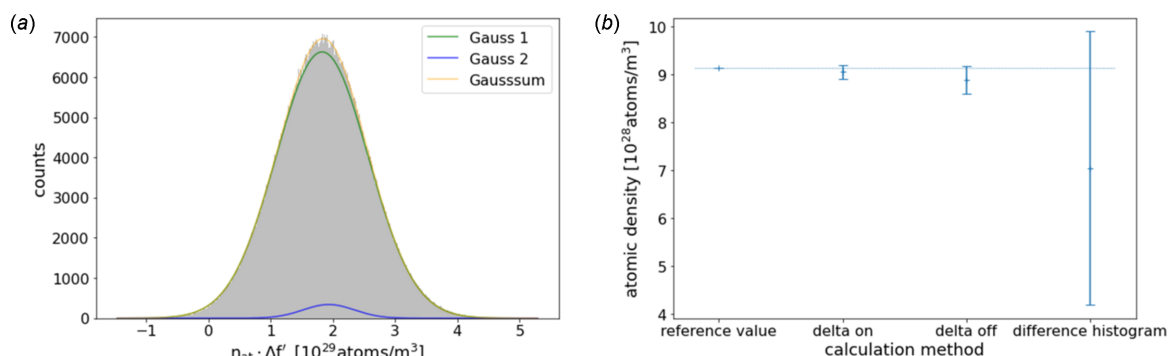 (a)
counts
7000
6000
5000
4000
3000
2000
1000
0
Gauss 1
Gauss 2
Gausssum
−1 0 1 2 3 4 5
n_at · Δf′ [10^29 atoms/m^3]
(b)
atomic density [10^28 atoms/m^3]
10
9
8
7
6
5
4
reference value delta on delta off difference histogram
calculation method